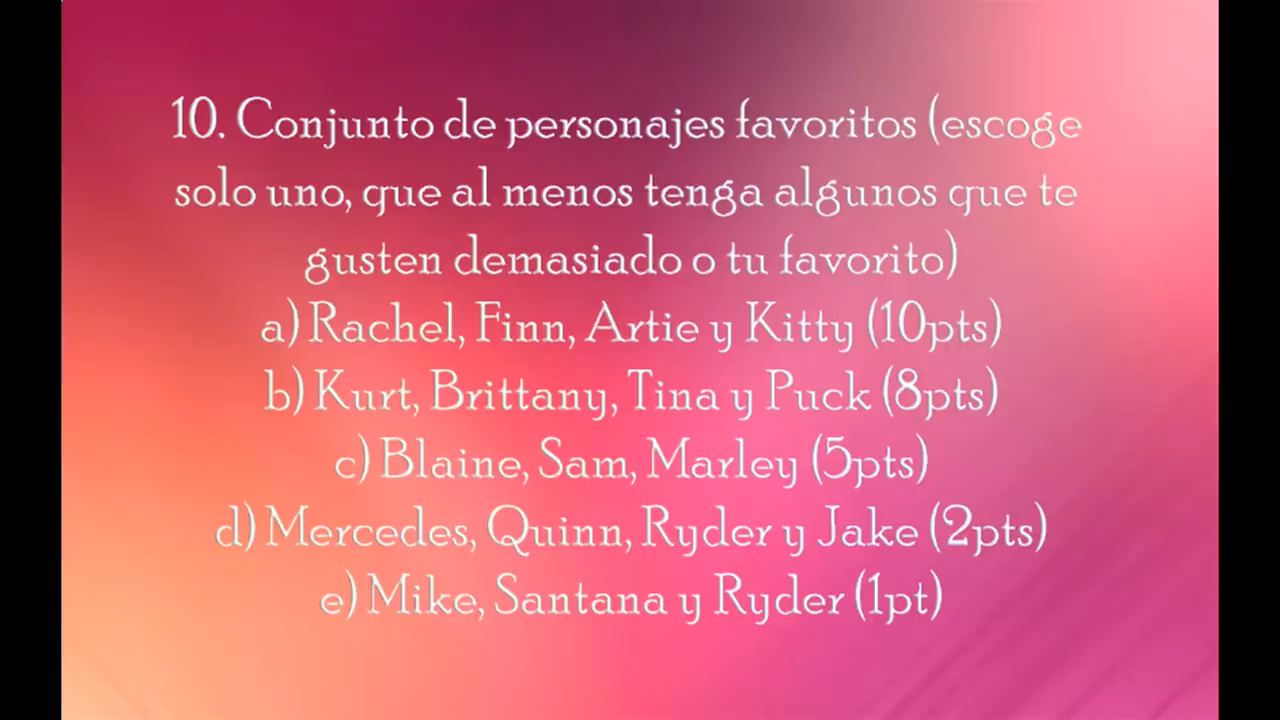 10. Conjunto de personajes favoritos (escoge
solo uno, que al menos tenga algunos que te
gusten demasiado o tu favorito)
a) Rachel, Finn, Artie y Kitty (10pts)
b) Kurt, Brittany, Tina y Puck (8pts)
c) Blaine, Sam, Marley (5pts)
d) Mercedes, Quinn, Ryder y Jake (2pts)
e) Mike, Santana y Ryder (1pt)